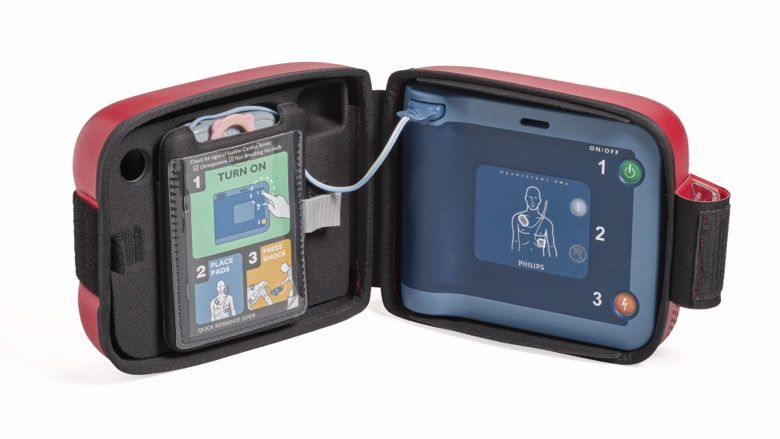 Check for signs of Sudden Cardiac Arrest:
☑ Unresponsive ☑ Not Breathing Normally
1 TURN ON
2 PLACE PADS
3 PRESS SHOCK
QUICK REFERENCE GUIDE
ON/OFF
1
HEARTSTART FRx
i
2
PHILIPS
3